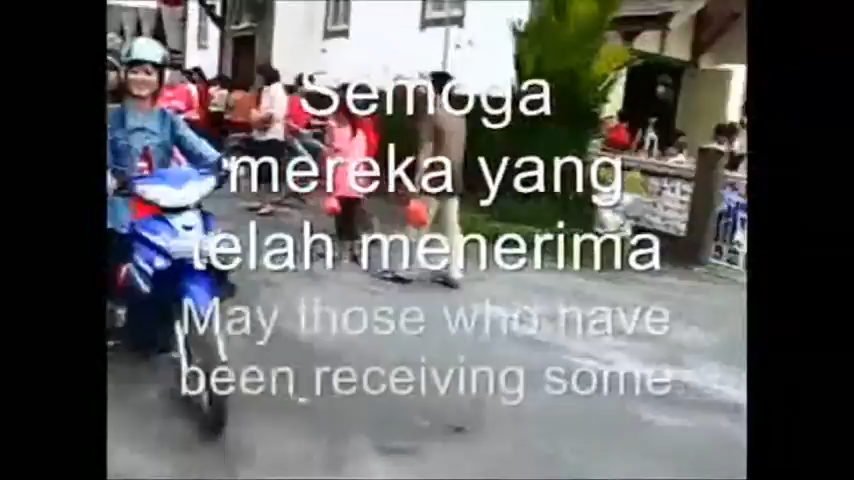 Semoga
mereka yang
telah menerima
May those who have
been receiving some